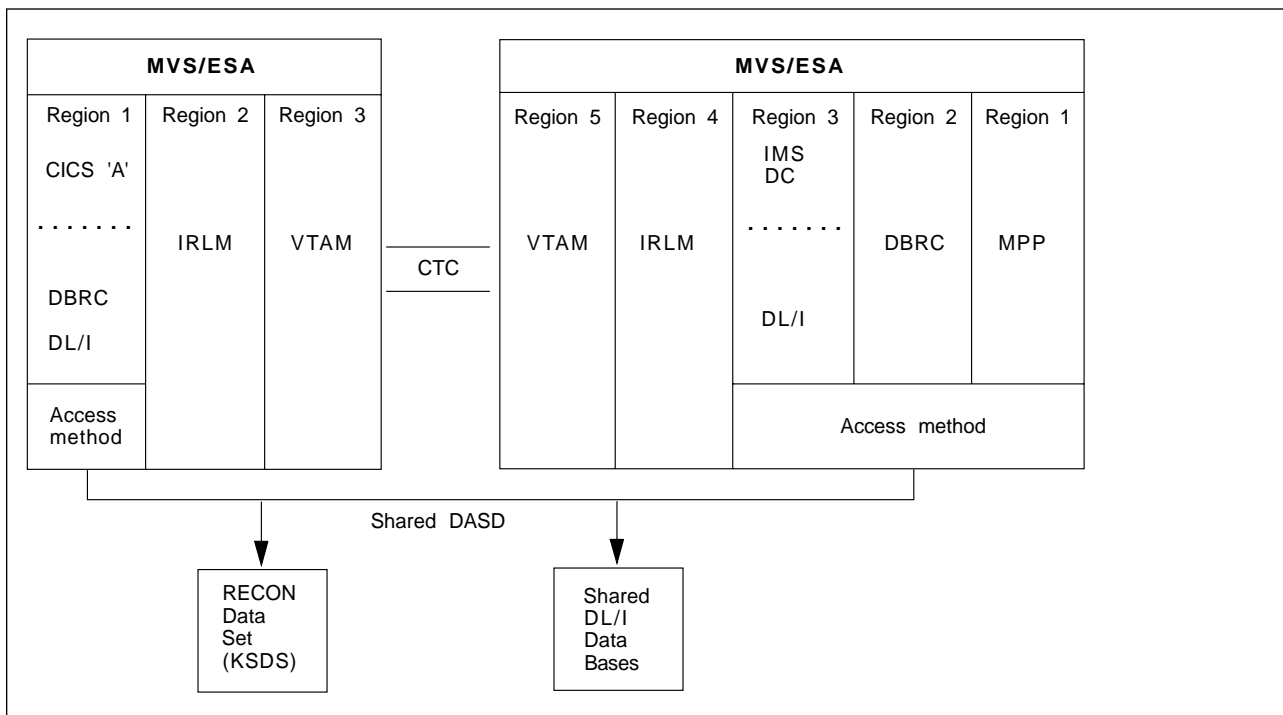 MVS/ESA
Region 1
Region 2
Region 3
CICS 'A'
.......
IRLM
VTAM
DBRC
DL/I
Access
method
CTC
MVS/ESA
Region 5
Region 4
Region 3
Region 2
Region 1
IMS
DC
.......
VTAM
IRLM
DBRC
MPP
DL/I
Access method
Shared DASD
RECON
Data
Set
(KSDS)
Shared
DL/I
Data
Bases